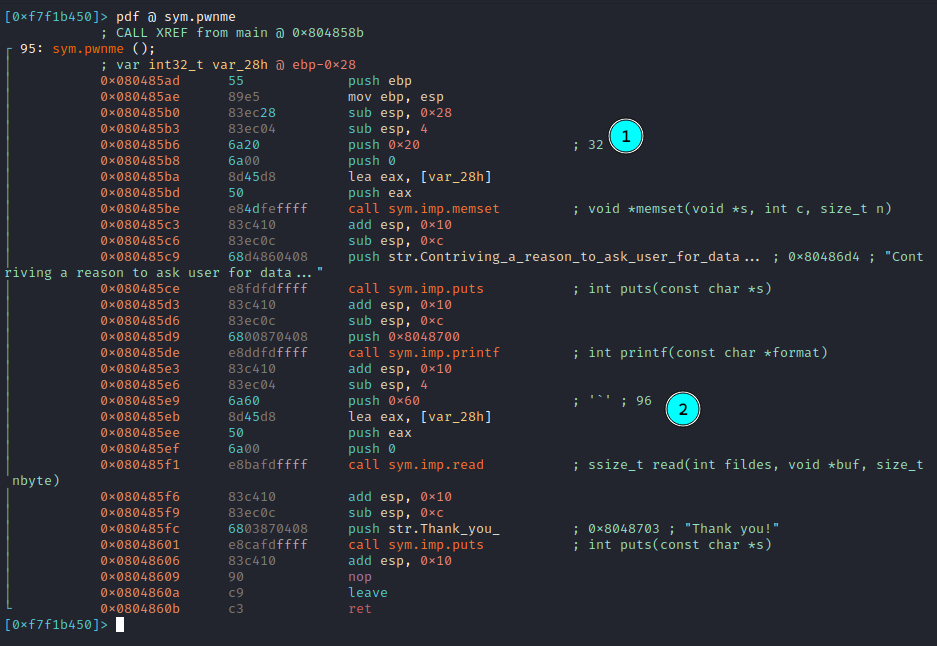 [0×f7f1b450]> pdf @ sym.pwnme
; CALL XREF from main @ 0×804858b
95: sym.pwnme ();
; var int32_t var_28h @ ebp-0×28
0×080485ad 55 push ebp
0×080485ae 89e5 mov ebp, esp
0×080485b0 83ec28 sub esp, 0×28
0×080485b3 83ec04 sub esp, 4
0×080485b6 6a20 push 0×20 ; 32 1
0×080485b8 6a00 push 0
0×080485ba 8d45d8 lea eax, [var_28h]
0×080485bd 50 push eax
0×080485be e84dfeffff call sym.imp.memset ; void *memset(void *s, int c, size_t n)
0×080485c3 83c410 add esp, 0×10
0×080485c6 83ec0c sub esp, 0×c
0×080485c9 68d4860408 push str.Contriving_a_reason_to_ask_user_for_data... ; 0×80486d4 ; "Cont
riving a reason to ask user for data..."
0×080485ce e8fdfdffff call sym.imp.puts ; int puts(const char *s)
0×080485d3 83c410 add esp, 0×10
0×080485d6 83ec0c sub esp, 0×c
0×080485d9 6800870408 push 0×8048700
0×080485de e8ddfdffff call sym.imp.printf ; int printf(const char *format)
0×080485e3 83c410 add esp, 0×10
0×080485e6 83ec04 sub esp, 4
0×080485e9 6a60 push 0×60 ; '`' ; 96 2
0×080485eb 8d45d8 lea eax, [var_28h]
0×080485ee 50 push eax
0×080485ef 6a00 push 0
0×080485f1 e8bafdffff call sym.imp.read ; ssize_t read(int fildes, void *buf, size_t
nbyte)
0×080485f6 83c410 add esp, 0×10
0×080485f9 83ec0c sub esp, 0×c
0×080485fc 6803870408 push str.Thank_you_ ; 0×8048703 ; "Thank you!"
0×08048601 e8cafdffff call sym.imp.puts ; int puts(const char *s)
0×08048606 83c410 add esp, 0×10
0×08048609 90 nop
0×0804860a c9 leave
0×0804860b c3 ret
[0×f7f1b450]>